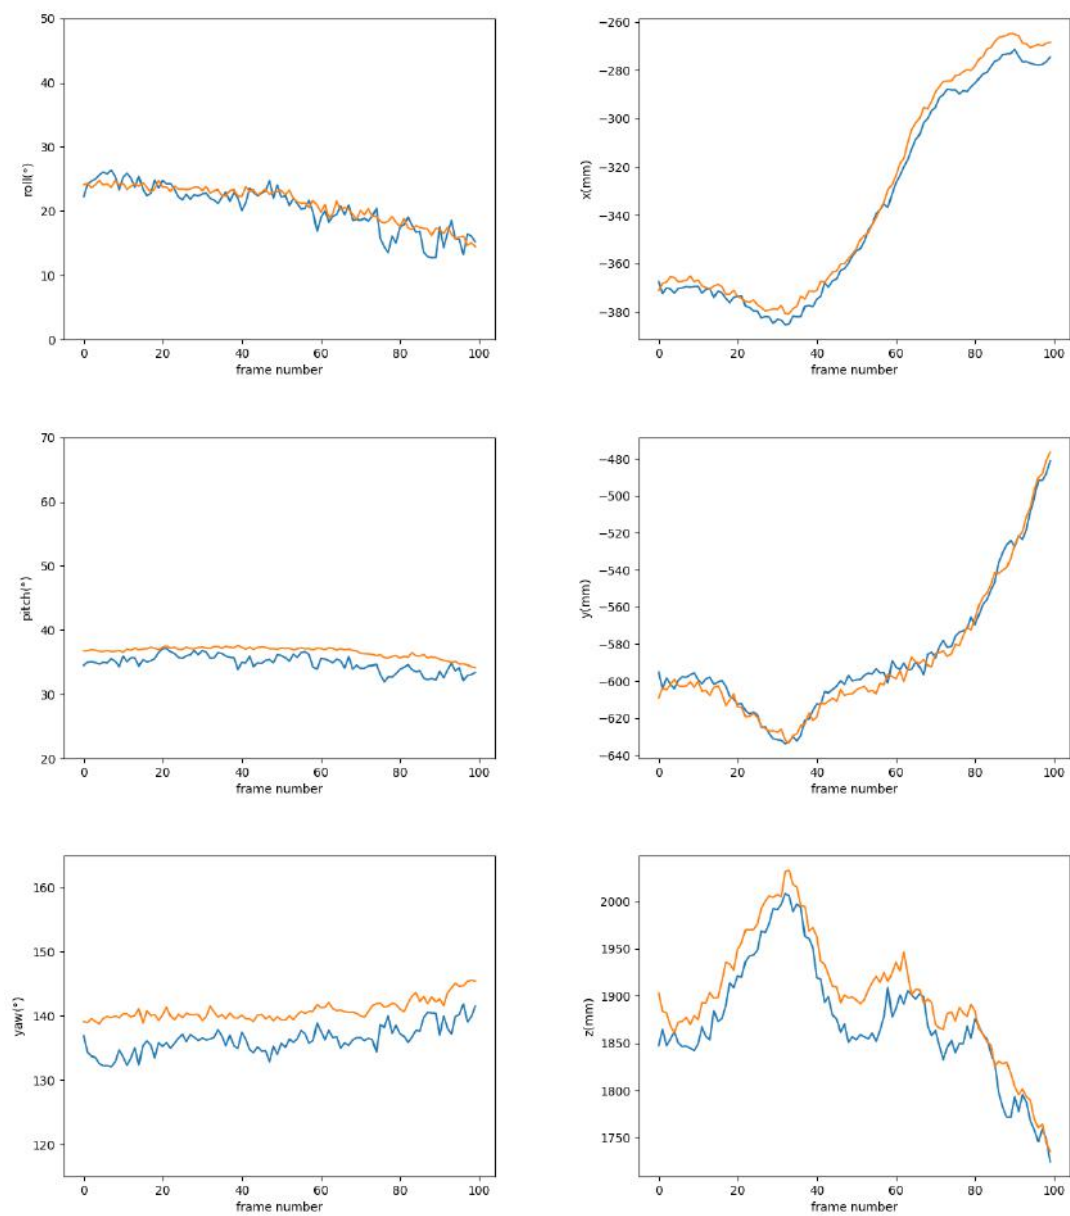 50
40
30
20
10
0
roll(°)
0 20 40 60 80 100
frame number
−260
−280
−300
−320
−340
−360
−380
x(mm)
0 20 40 60 80 100
frame number
70
60
50
40
30
20
pitch(°)
0 20 40 60 80 100
frame number
−480
−500
−520
−540
−560
−580
−600
−620
−640
y(mm)
0 20 40 60 80 100
frame number
160
150
140
130
120
yaw(°)
0 20 40 60 80 100
frame number
2000
1950
1900
1850
1800
1750
z(mm)
0 20 40 60 80 100
frame number